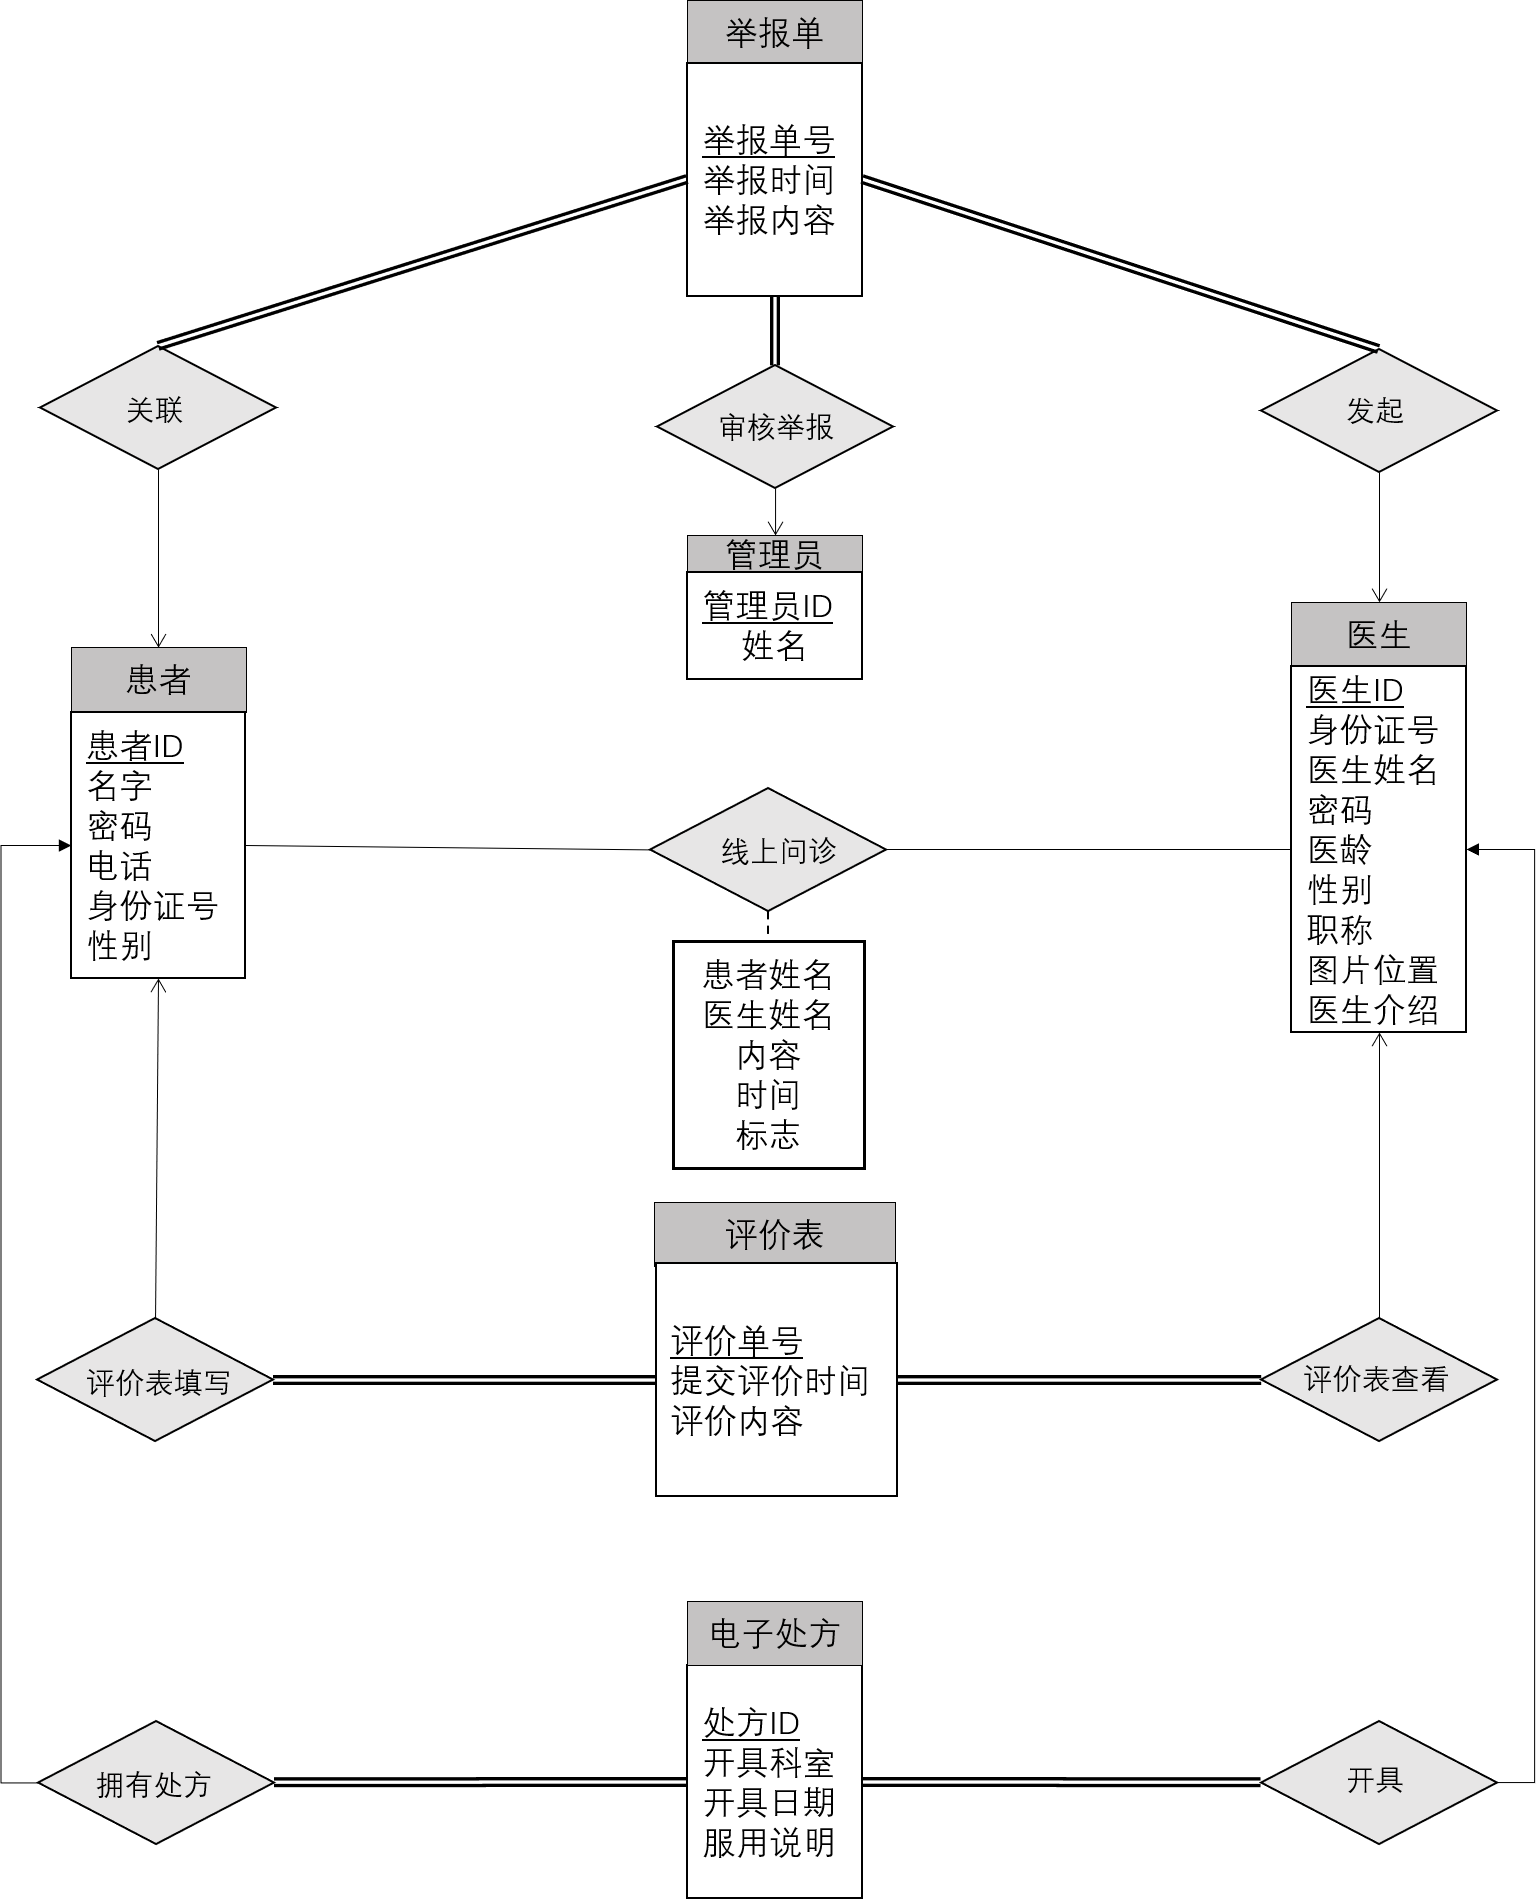 举报单
举报单号
举报时间
举报内容
关联
审核举报
发起
管理员
管理员ID
姓名
患者
患者ID
名字
密码
电话
身份证号
性别
医生
医生ID
身份证号
医生姓名
密码
医龄
性别
职称
图片位置
医生介绍
线上问诊
患者姓名
医生姓名
内容
时间
标志
评价表
评价单号
提交评价时间
评价内容
评价表填写
评价表查看
电子处方
处方ID
开具科室
开具日期
服用说明
拥有处方
开具